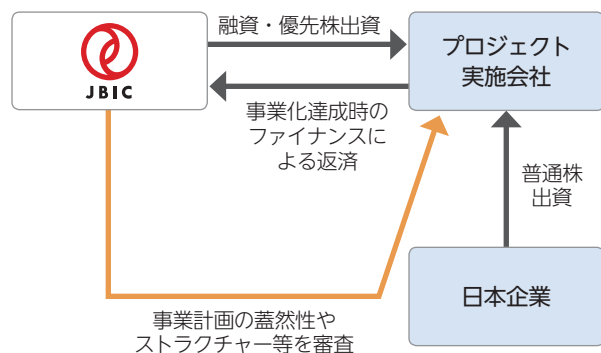 融資・優先株出資
プロジェクト
実施会社
JBIC
事業化達成時の
ファイナンスに
よる返済
普通株
出資
日本企業
事業計画の蓋然性や
ストラクチャー等を審査